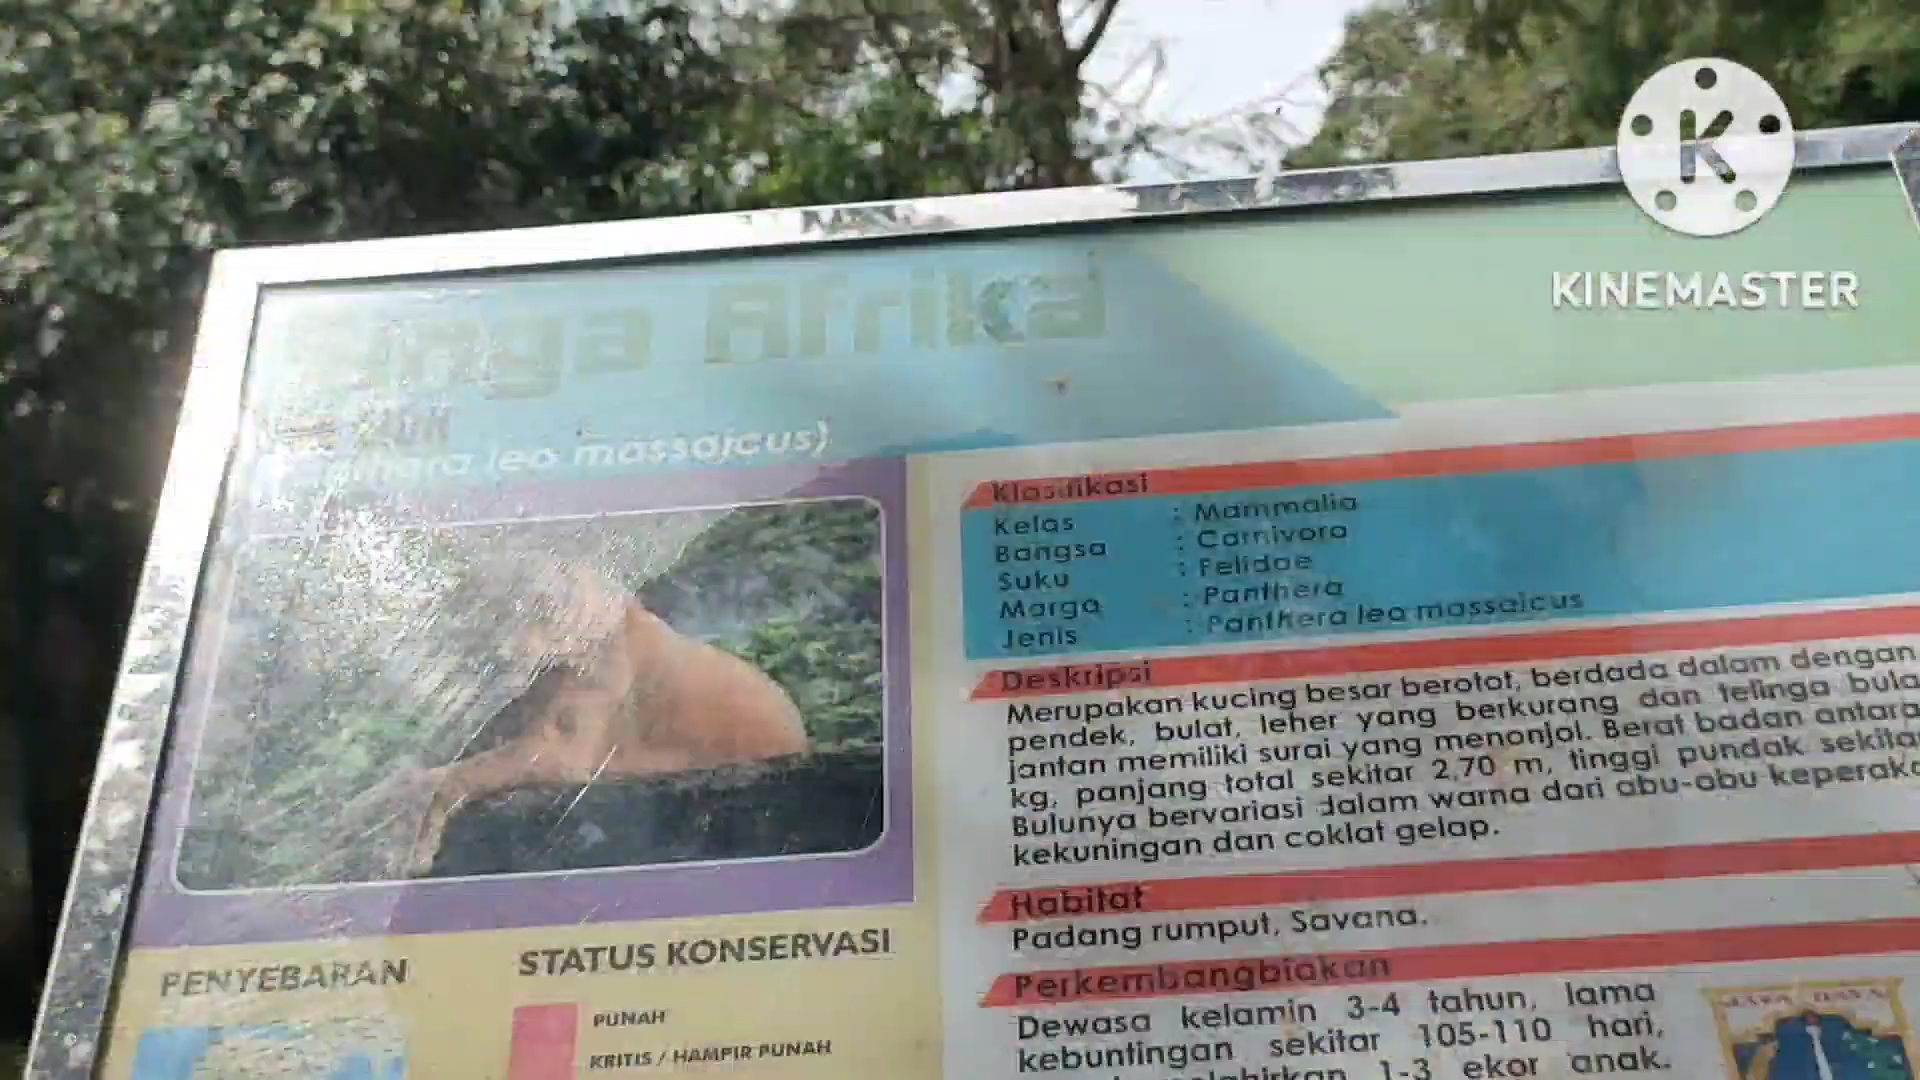 KINEMASTER
Singa Afrika
leo massaicus)
Klasifikasi
Kelas : Mammalia
Bangsa : Carnivora
Suku : Felidae
Marga : Panthera
Jenis : Panthera leo massaicus
Deskripsi
Merupakan kucing besar berotot, berdada dalam dengan
pendek, bulat, leher yang berkurang dan telinga
jantan memiliki surai yang menonjol. Berat badan antara
kg, panjang total sekitar 2,70 m, tinggi pundak
Bulunya bervariasi dalam warna dari abu-abu
kekuningan dan coklat gelap.
Habitat
Padang rumput, Savana.
Perkembangbiakan
Dewasa kelamin 3-4 tahun, lama
kebuntingan sekitar 105-110 hari,
1-3 ekor anak.
PENYEBARAN
STATUS KONSERVASI
PUNAH
KRITIS / HAMPIR PUNAH